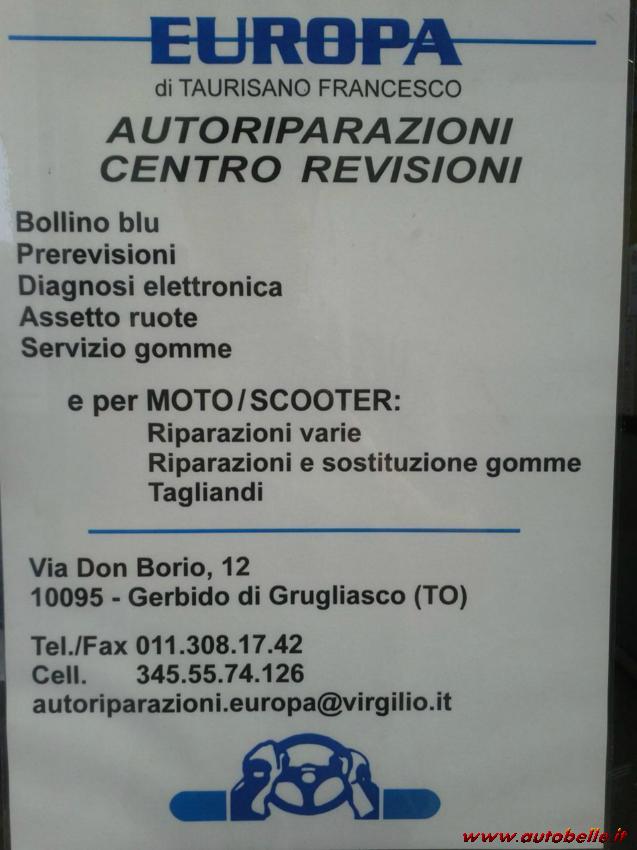 EUROPA
di TAURISANO FRANCESCO
AUTORIPARAZIONI
CENTRO REVISIONI
Bollino blu
Prerevisioni
Diagnosi elettronica
Assetto ruote
Servizio gomme
e per MOTO/SCOOTER:
Riparazioni varie
Riparazioni e sostituzione gomme
Tagliandi
Via Don Borio, 12
10095 - Gerbido di Grugliasco (TO)
Tel./Fax 011.308.17.42
Cell. 345.55.74.126
autoriparazioni.europa@virgilio.it
www.autobelle.it